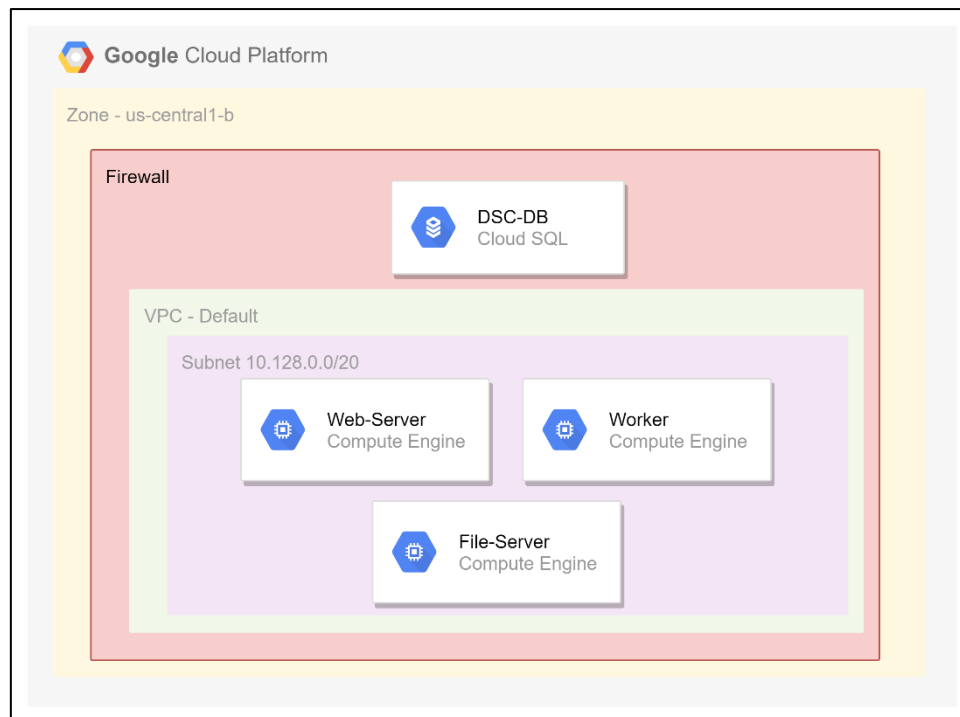 Google Cloud Platform
Zone - us-central1-b
Firewall
DSC-DB
Cloud SQL
VPC - Default
Subnet 10.128.0.0/20
Web-Server
Compute Engine
Worker
Compute Engine
File-Server
Compute Engine